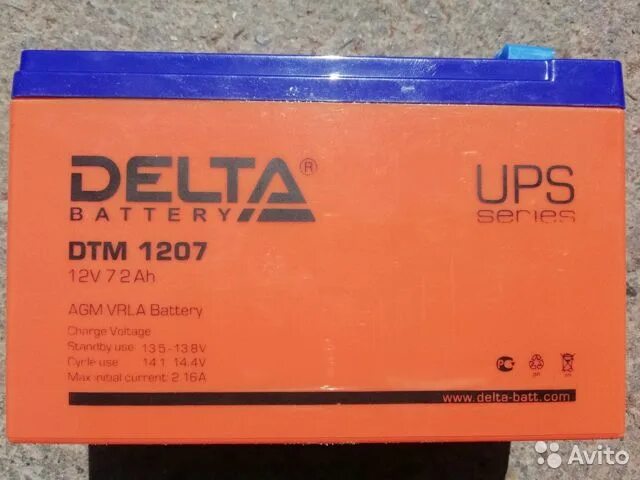 DELTA®
BATTERY
UPS
series
DTM 1207
12V 7.2Ah
AGM VRLA Battery
Charge Voltage
Standby use 13.5-13.8V
Cycle use 14.1 14.4V
Max initial current: 2.16A
www.delta-batt.com
Avito